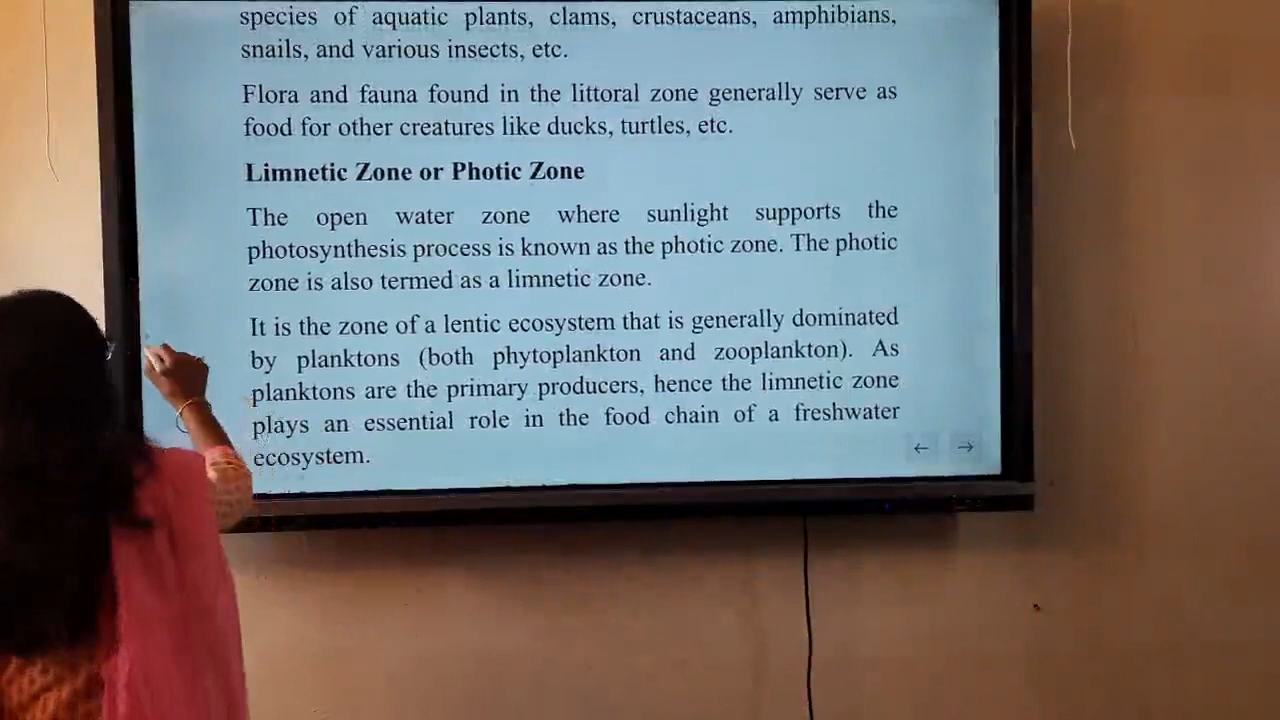 species of aquatic plants, clams, crustaceans, amphibians,
snails, and various insects, etc.
Flora and fauna found in the littoral zone generally serve as
food for other creatures like ducks, turtles, etc.
Limnetic Zone or Photic Zone
The open water zone where sunlight supports the
photosynthesis process is known as the photic zone. The photic
zone is also termed as a limnetic zone.
It is the zone of a lentic ecosystem that is generally dominated
by planktons (both phytoplankton and zooplankton). As
planktons are the primary producers, hence the limnetic zone
plays an essential role in the food chain of a freshwater
ecosystem.